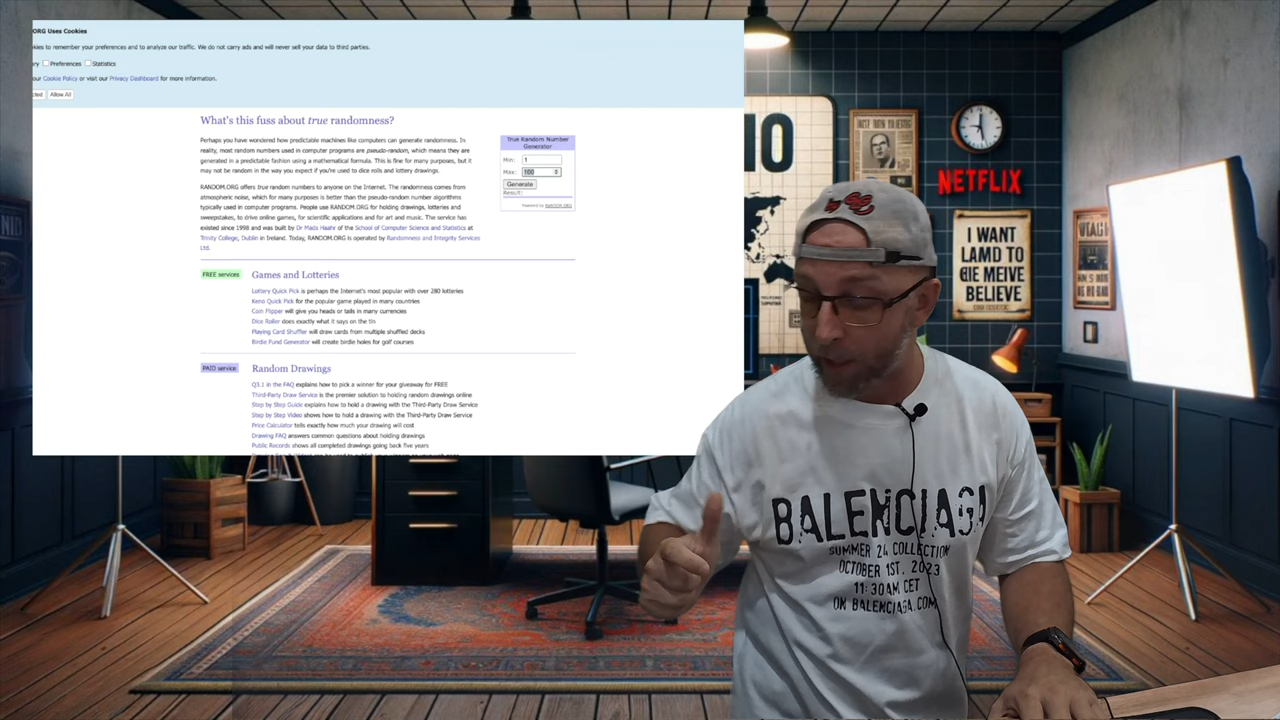 ORG Uses Cookies
kies to remember your preferences and to analyze our traffic. We do not carry ads and will never sell your data to third parties.
ry Preferences Statistics
our Cookie Policy or visit our Privacy Dashboard for more information.
cted Allow All
What's this fuss about true randomness?
Perhaps you have wondered how predictable machines like computers can generate randomness. In
reality, most random numbers used in computer programs are pseudo-random, which means they are
generated in a predictable fashion using a mathematical formula. This is fine for many purposes, but it
may not be random in the way you expect if you're used to dice rolls and lottery drawings.
RANDOM.ORG offers true random numbers to anyone on the Internet. The randomness comes from
atmospheric noise, which for many purposes is better than the pseudo-random number algorithms
typically used in computer programs. People use RANDOM.ORG for holding drawings, lotteries and
sweepstakes, to drive online games, for scientific applications and for art and music. The service has
existed since 1998 and was built by Dr Mads Haahr of the School of Computer Science and Statistics at
Trinity College, Dublin in Ireland. Today, RANDOM.ORG is operated by Randomness and Integrity Services
Ltd.
True Random Number
Generator
Min: 1
Max: 100
Generate
Result:
Powered by RANDOM.ORG
FREE services Games and Lotteries
Lottery Quick Pick is perhaps the Internet's most popular with over 280 lotteries
Keno Quick Pick for the popular game played in many countries
Coin Flipper will give you heads or tails in many currencies
Dice Roller does exactly what it says on the tin
Playing Card Shuffler will draw cards from multiple shuffled decks
Birdie Fund Generator will create birdie holes for golf courses
PAID service Random Drawings
Q3.1 in the FAQ explains how to pick a winner for your giveaway for FREE
Third-Party Draw Service is the premier solution to holding random drawings online
Step by Step Guide explains how to hold a drawing with the Third-Party Draw Service
Step by Step Video shows how to hold a drawing with the Third-Party Draw Service
Price Calculator tells exactly how much your drawing will cost
Drawing FAQ answers common questions about holding drawings
Public Records shows all completed drawings going back five years
IO
NETFLIX
I WANT
LAMD TO
GIE MEIVE
BELIEVE
BALENCIAGA
SUMMER 24 COLLECTION
OCTOBER 1ST, 2023
11:30AM CET
ON BALENCIAGA.COM